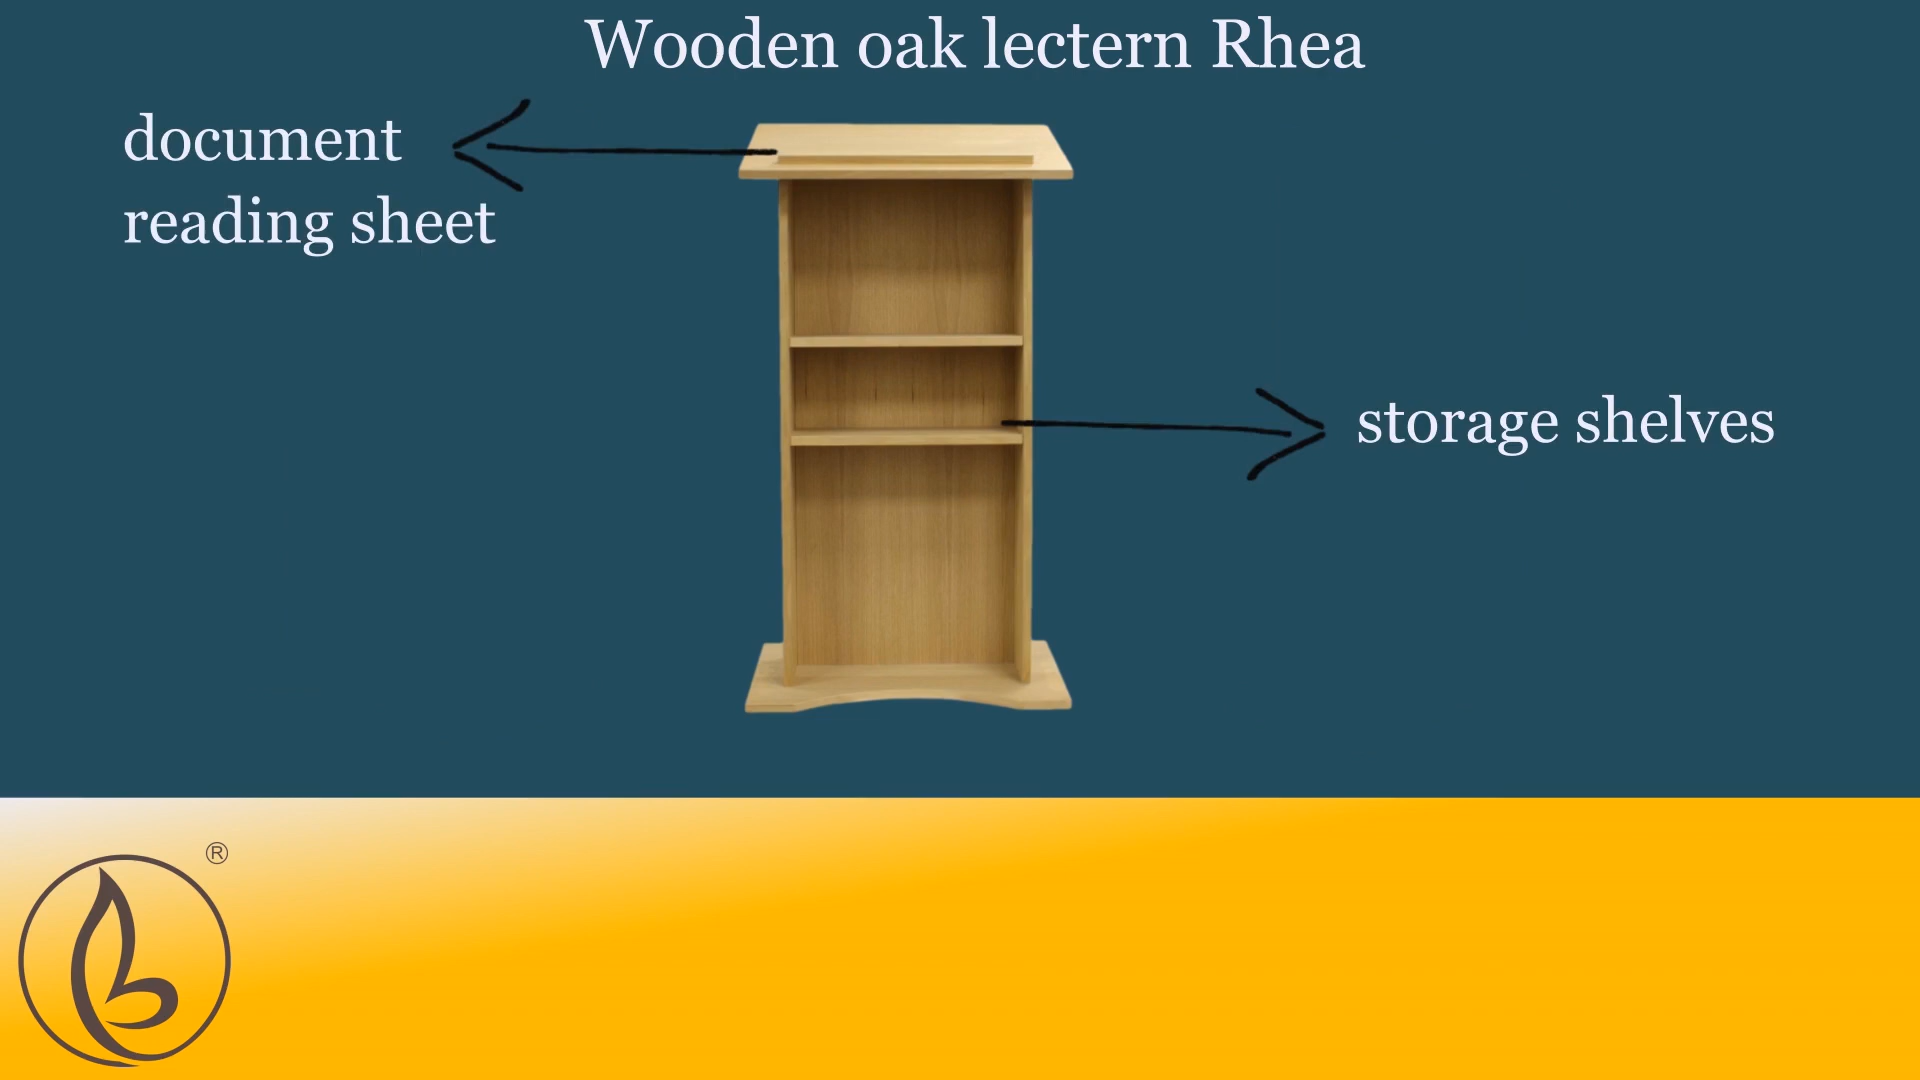 Wooden oak lectern Rhea
document
reading sheet
storage shelves
®